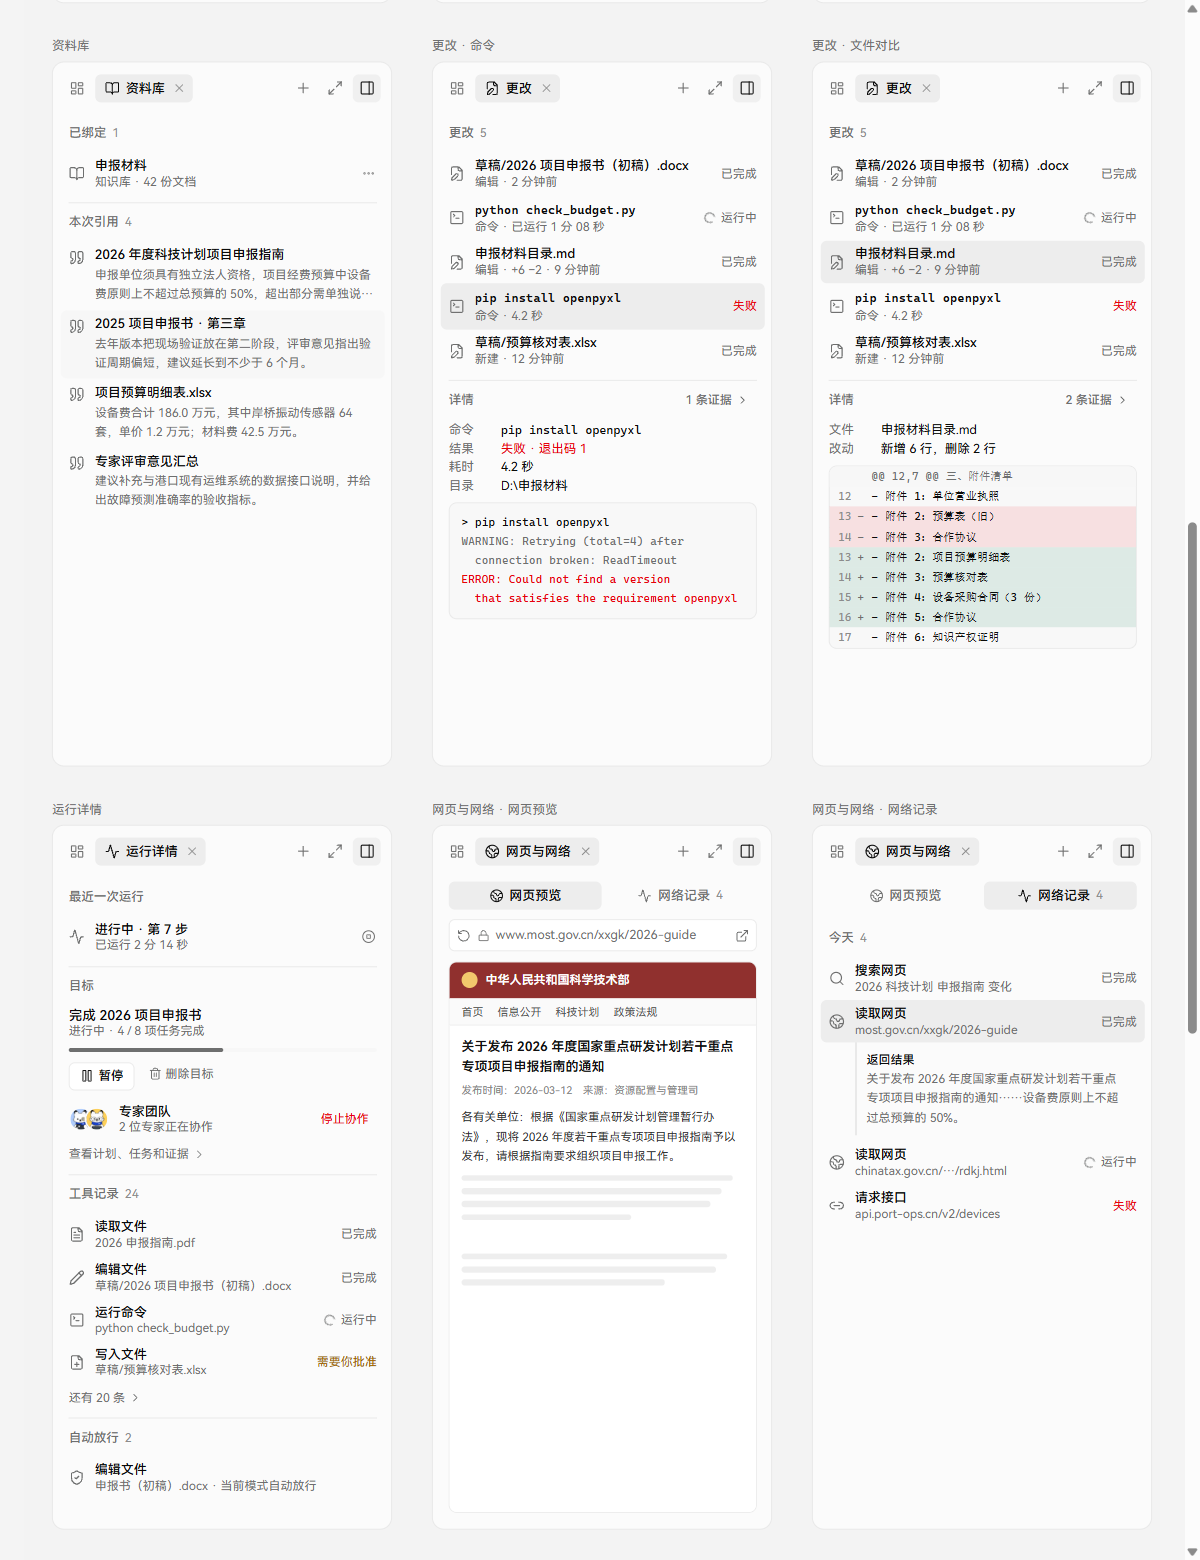 资料库
资料库
已绑定 1
申报材料
知识库 · 42 份文档
本次引用 4
2026 年度科技计划项目申报指南
申报单位须具有独立法人资格，项目经费预算中设备
费原则上不超过总预算的 50%，超出部分需单独说…
2025 项目申报书 · 第三章
去年版本把现场验证放在第二阶段，评审意见指出验
证周期偏短，建议延长到不少于 6 个月。
项目预算明细表.xlsx
设备费合计 186.0 万元，其中岸桥振动传感器 64
套，单价 1.2 万元；材料费 42.5 万元。
专家评审意见汇总
建议补充与港口现有运维系统的数据接口说明，并给
出故障预测准确率的验收指标。
更改 · 命令
更改
更改 5
草稿/2026 项目申报书（初稿）.docx
编辑 · 2 分钟前
已完成
python check_budget.py
命令 · 已运行 1 分 08 秒
运行中
申报材料目录.md
编辑 · +6 −2 · 9 分钟前
已完成
pip install openpyxl
命令 · 4.2 秒
失败
草稿/预算核对表.xlsx
新建 · 12 分钟前
已完成
详情
1 条证据
命令 pip install openpyxl
结果 失败 · 退出码 1
耗时 4.2 秒
目录 D:\申报材料
> pip install openpyxl
WARNING: Retrying (total=4) after
connection broken: ReadTimeout
ERROR: Could not find a version
that satisfies the requirement openpyxl
更改 · 文件对比
更改
更改 5
草稿/2026 项目申报书（初稿）.docx
编辑 · 2 分钟前
已完成
python check_budget.py
命令 · 已运行 1 分 08 秒
运行中
申报材料目录.md
编辑 · +6 −2 · 9 分钟前
已完成
pip install openpyxl
命令 · 4.2 秒
失败
草稿/预算核对表.xlsx
新建 · 12 分钟前
已完成
详情
2 条证据
文件 申报材料目录.md
改动 新增 6 行，删除 2 行
@@ 12,7 @@ 三、附件清单
12 - 附件 1: 单位营业执照
13 − - 附件 2: 预算表（旧）
14 − - 附件 3: 合作协议
13 + - 附件 2: 项目预算明细表
14 + - 附件 3: 预算核对表
15 + - 附件 4: 设备采购合同（3 份）
16 + - 附件 5: 合作协议
17 - 附件 6: 知识产权证明
运行详情
运行详情
最近一次运行
进行中 · 第 7 步
已运行 2 分 14 秒
目标
完成 2026 项目申报书
进行中 · 4 / 8 项任务完成
暂停
删除目标
专家团队
2 位专家正在协作
停止协作
查看计划、任务和证据
工具记录 24
读取文件
2026 申报指南.pdf
已完成
编辑文件
草稿/2026 项目申报书（初稿）.docx
已完成
运行命令
python check_budget.py
运行中
写入文件
草稿/预算核对表.xlsx
需要你批准
还有 20 条
自动放行 2
编辑文件
申报书（初稿）.docx · 当前模式自动放行
网页与网络 · 网页预览
网页与网络
网页预览
网络记录 4
www.most.gov.cn/xxgk/2026-guide
中华人民共和国科学技术部
首页 信息公开 科技计划 政策法规
关于发布 2026 年度国家重点研发计划若干重点
专项项目申报指南的通知
发布时间：2026-03-12 来源：资源配置与管理司
各有关单位：根据《国家重点研发计划管理暂行办
法》，现将 2026 年度若干重点专项项目申报指南予以
发布，请根据指南要求组织项目申报工作。
网页与网络 · 网络记录
网页与网络
网页预览
网络记录 4
今天 4
搜索网页
2026 科技计划 申报指南 变化
已完成
读取网页
most.gov.cn/xxgk/2026-guide
已完成
返回结果
关于发布 2026 年度国家重点研发计划若干重点
专项项目申报指南的通知……设备费原则上不超
过总预算的 50%。
读取网页
chinatax.gov.cn/…/rdkj.html
运行中
请求接口
api.port-ops.cn/v2/devices
失败